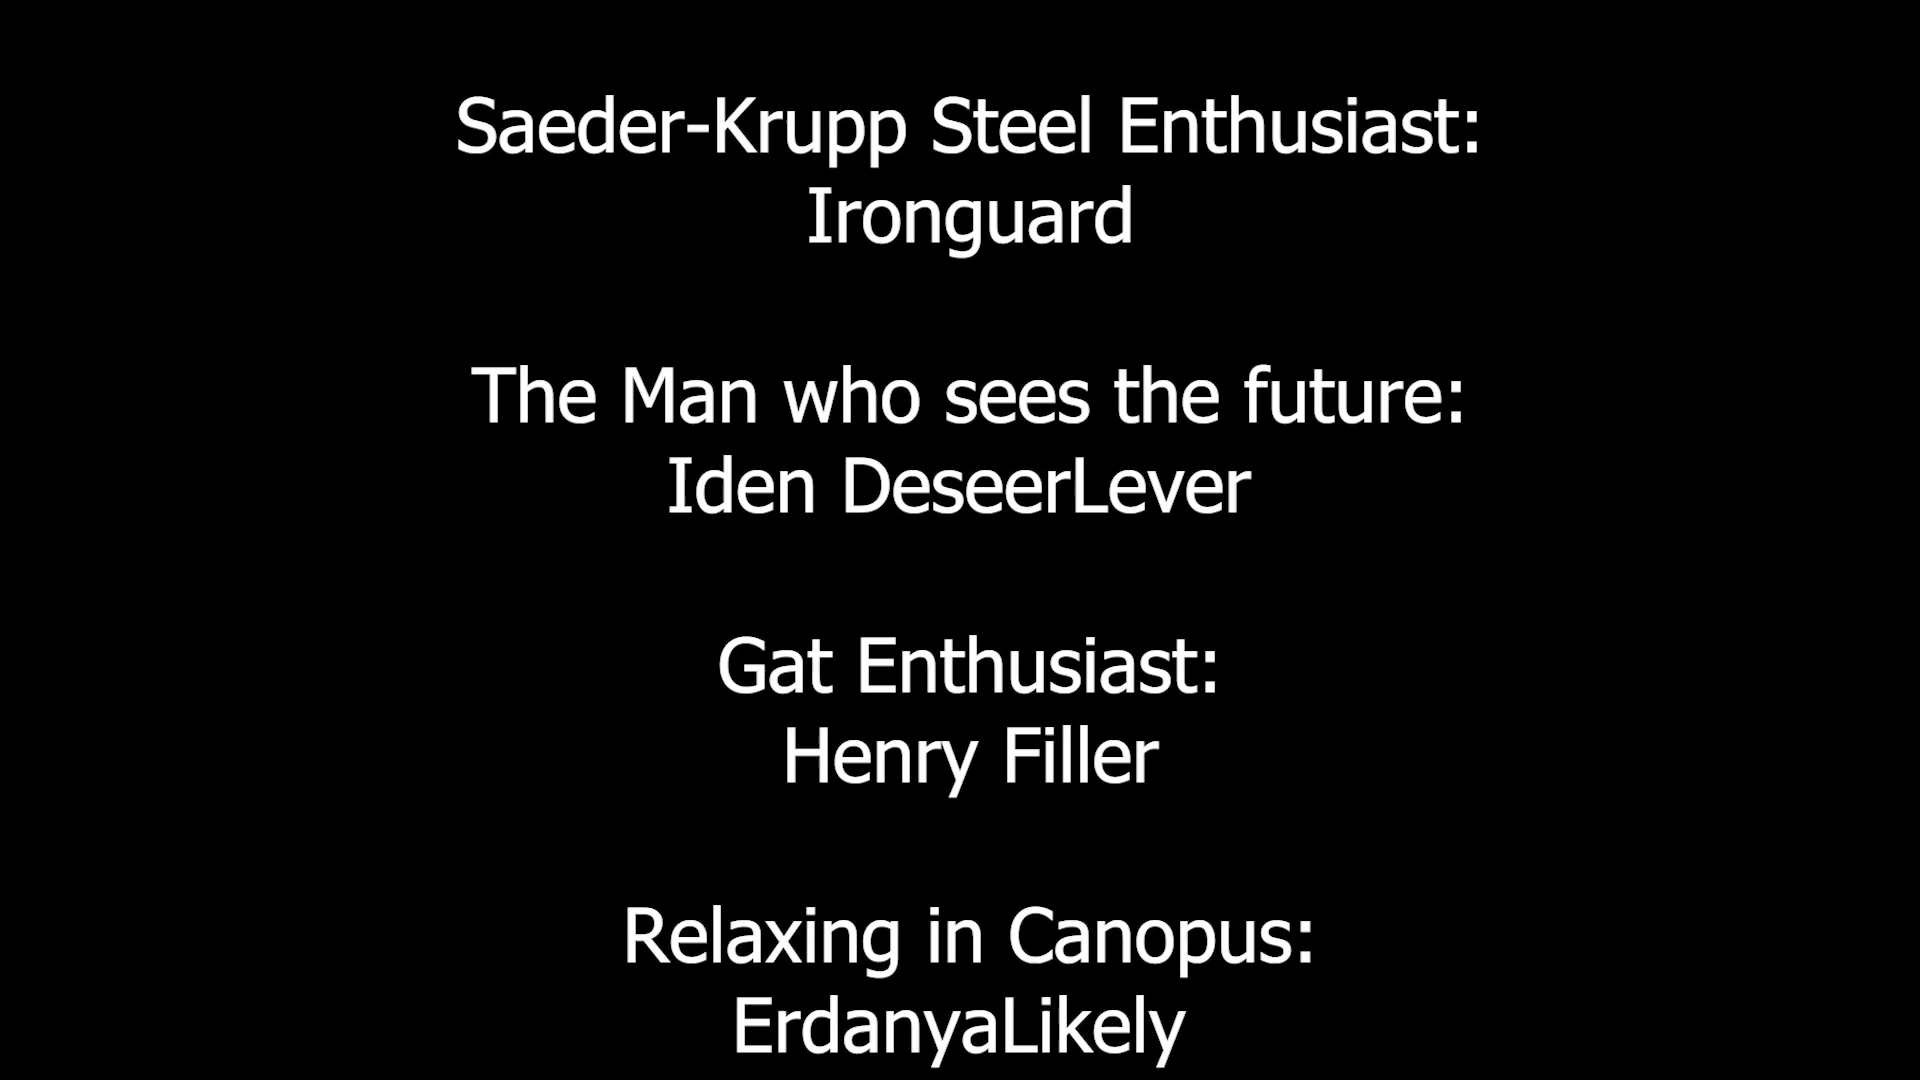 Saeder-Krupp Steel Enthusiast:
Ironguard
The Man who sees the future:
Iden DeseerLever
Gat Enthusiast:
Henry Filler
Relaxing in Canopus:
ErdanyaLikely